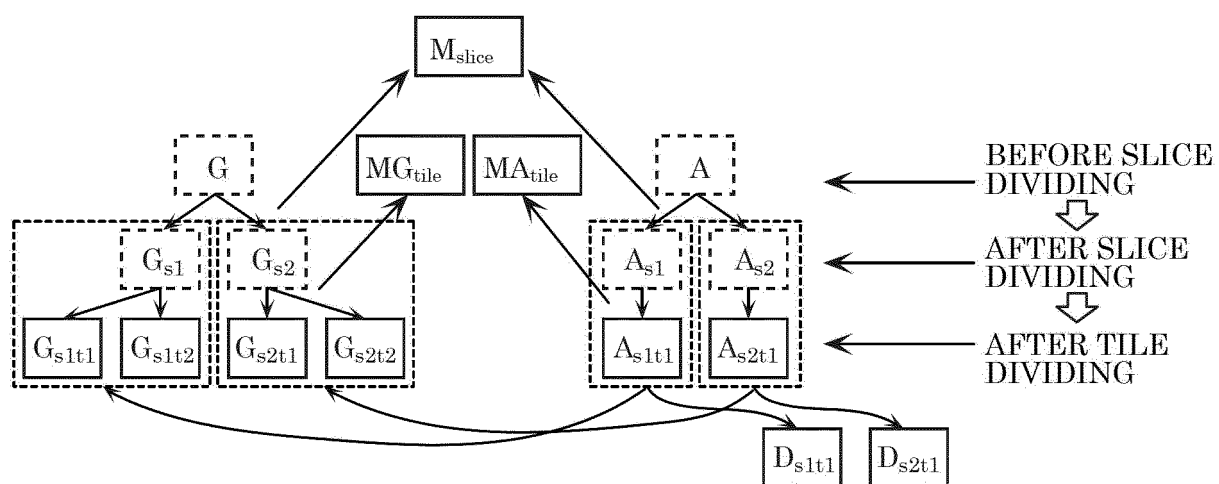 M_slice
G
MG_tile
MA_tile
A
BEFORE SLICE
DIVIDING
G_s1
G_s2
A_s1
A_s2
AFTER SLICE
DIVIDING
G_s1t1
G_s1t2
G_s2t1
G_s2t2
A_s1t1
A_s2t1
AFTER TILE
DIVIDING
D_s1t1
D_s2t1